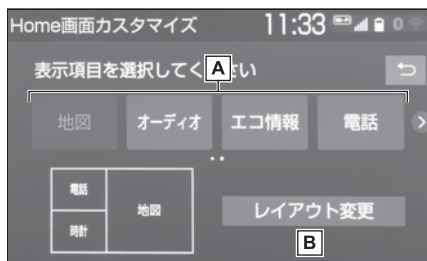 Home画面カスタマイズ 11:33
表示項目を選択してく A さい
地図 オーディオ エコ情報 電話
電話 地図
時計
レイアウト変更
B